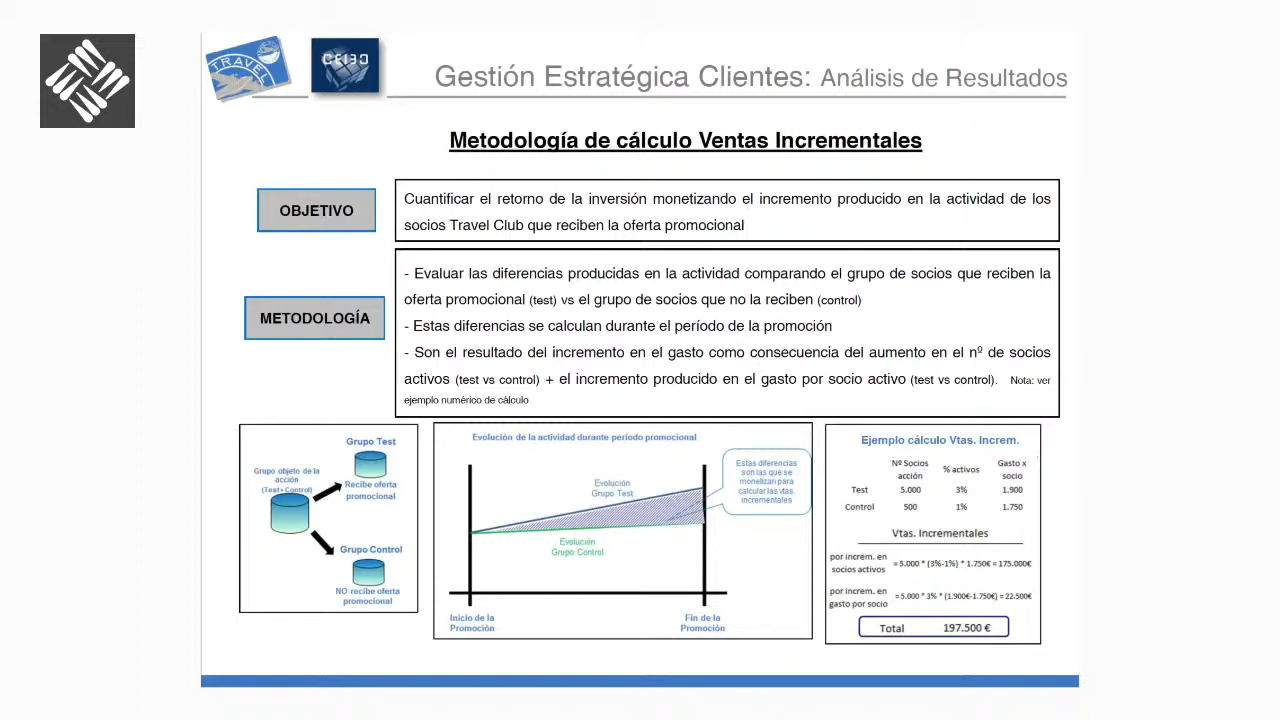 TRAVEL
CEIBO
Gestión Estratégica Clientes: Análisis de Resultados
Metodología de cálculo Ventas Incrementales
OBJETIVO
Cuantificar el retorno de la inversión monetizando el incremento producido en la actividad de los
socios Travel Club que reciben la oferta promocional
METODOLOGÍA
- Evaluar las diferencias producidas en la actividad comparando el grupo de socios que reciben la
oferta promocional (test) vs el grupo de socios que no la reciben (control)
- Estas diferencias se calculan durante el período de la promoción
- Son el resultado del incremento en el gasto como consecuencia del aumento en el nº de socios
activos (test vs control) + el incremento producido en el gasto por socio activo (test vs control). Nota: ver
ejemplo numérico de cálculo
Grupo objeto de la
acción
(Test+Control)
Grupo Test
Recibe oferta
promocional
Grupo Control
NO recibe oferta
promocional
Evolución de la actividad durante período promocional
Evolución
Grupo Test
Estas diferencias
son las que se
monetizan para
calcular las vtas.
incrementales
Evolución
Grupo Control
Inicio de la
Promoción
Fin de la
Promoción
Ejemplo cálculo Vtas. Increm.
Nº Socios
acción
% activos
Gasto x
socio
Test 5.000 3% 1.900
Control 500 1% 1.750
Vtas. Incrementales
por increm. en
socios activos
= 5.000 * (3%-1%) * 1.750€ = 175.000€
por increm. en
gasto por socio
= 5.000 * 3% * (1.900€-1.750€) = 22.500€
Total 197.500 €